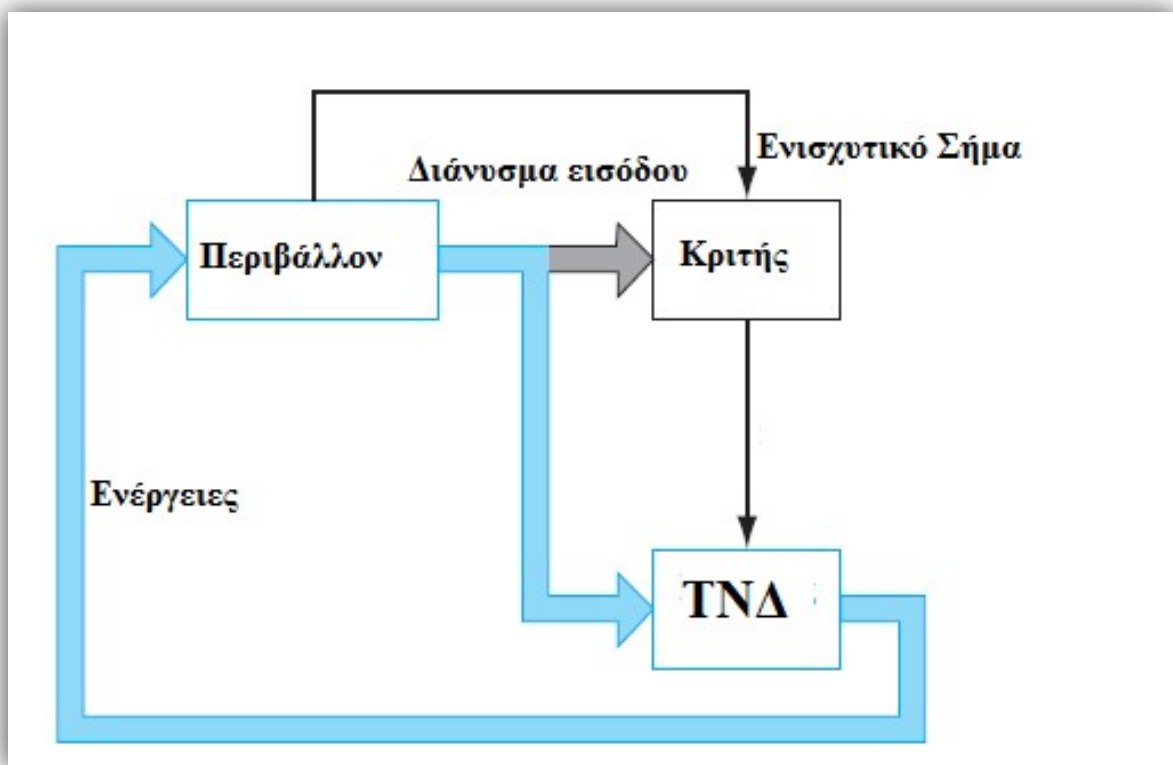 Ενισχυτικό Σήμα
Διάνυσμα εισόδου
Περιβάλλον
Κριτής
Ενέργειες
ΤΝΔ